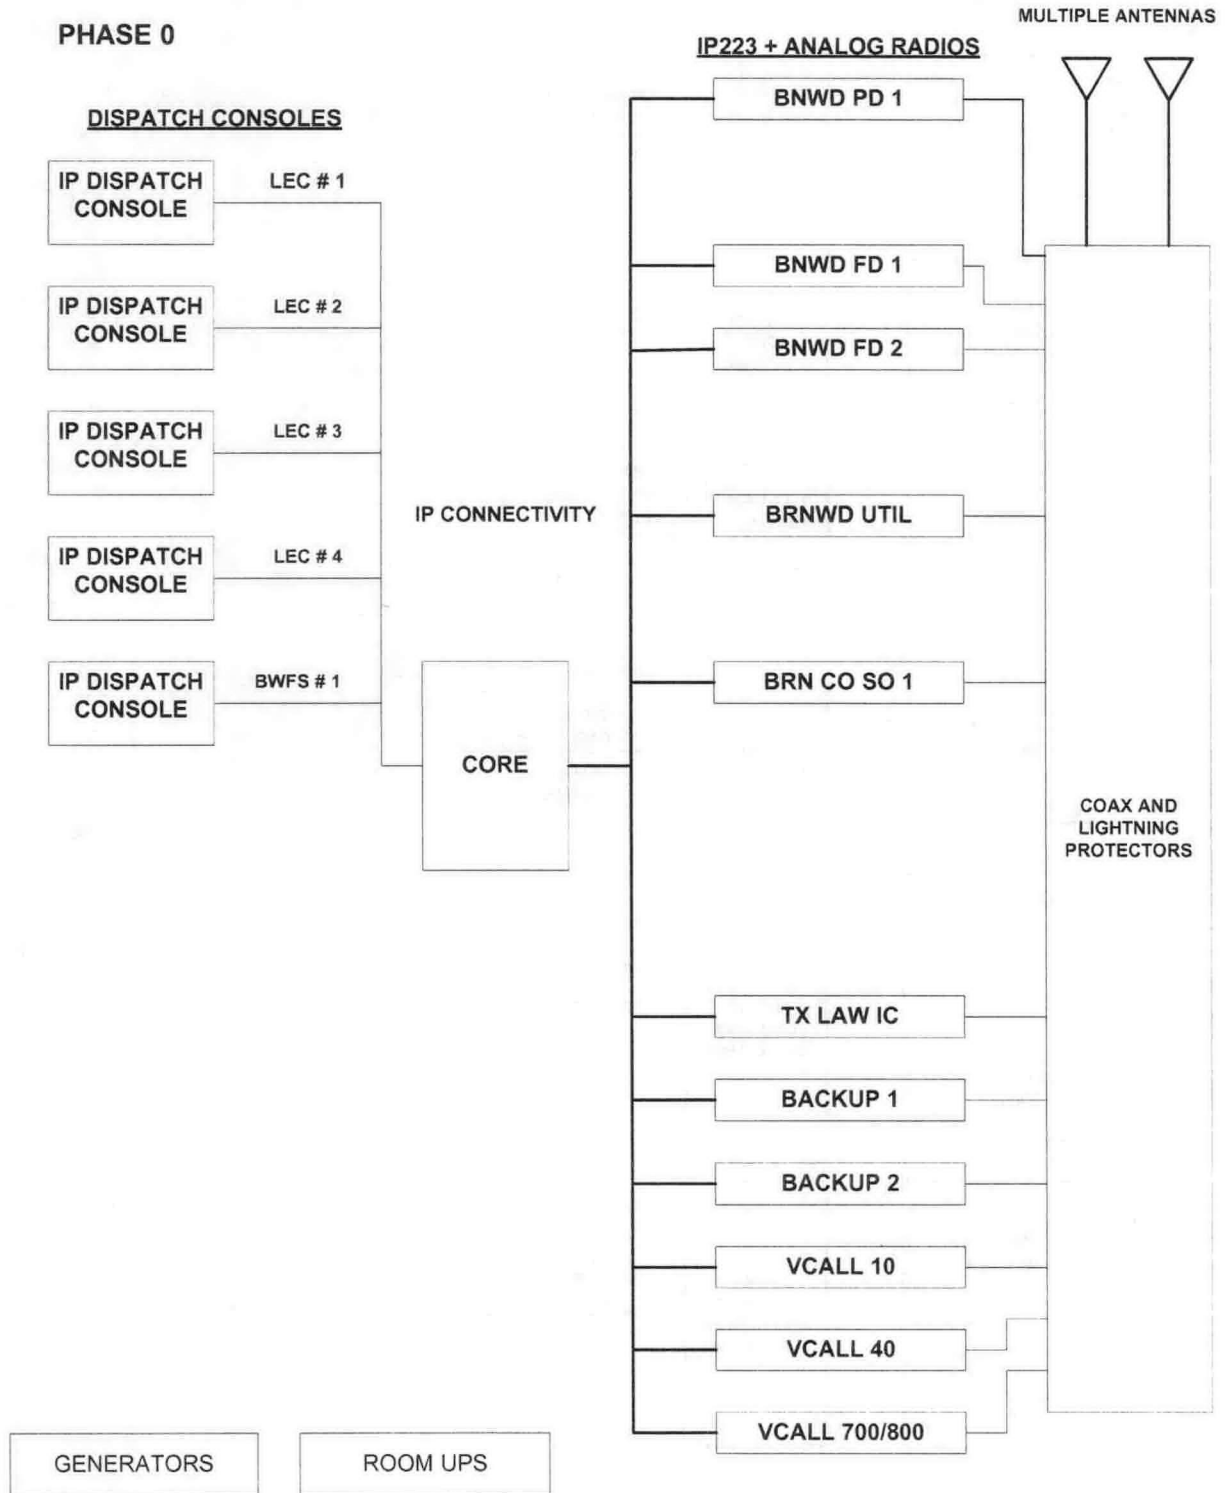 PHASE 0
MULTIPLE ANTENNAS
IP223 + ANALOG RADIOS
DISPATCH CONSOLES
IP DISPATCH
CONSOLE
LEC # 1
IP DISPATCH
CONSOLE
LEC # 2
IP DISPATCH
CONSOLE
LEC # 3
IP DISPATCH
CONSOLE
LEC # 4
IP DISPATCH
CONSOLE
BWFS # 1
IP CONNECTIVITY
CORE
BNWD PD 1
BNWD FD 1
BNWD FD 2
BRNWD UTIL
BRN CO SO 1
TX LAW IC
BACKUP 1
BACKUP 2
VCALL 10
VCALL 40
VCALL 700/800
COAX AND
LIGHTNING
PROTECTORS
GENERATORS
ROOM UPS